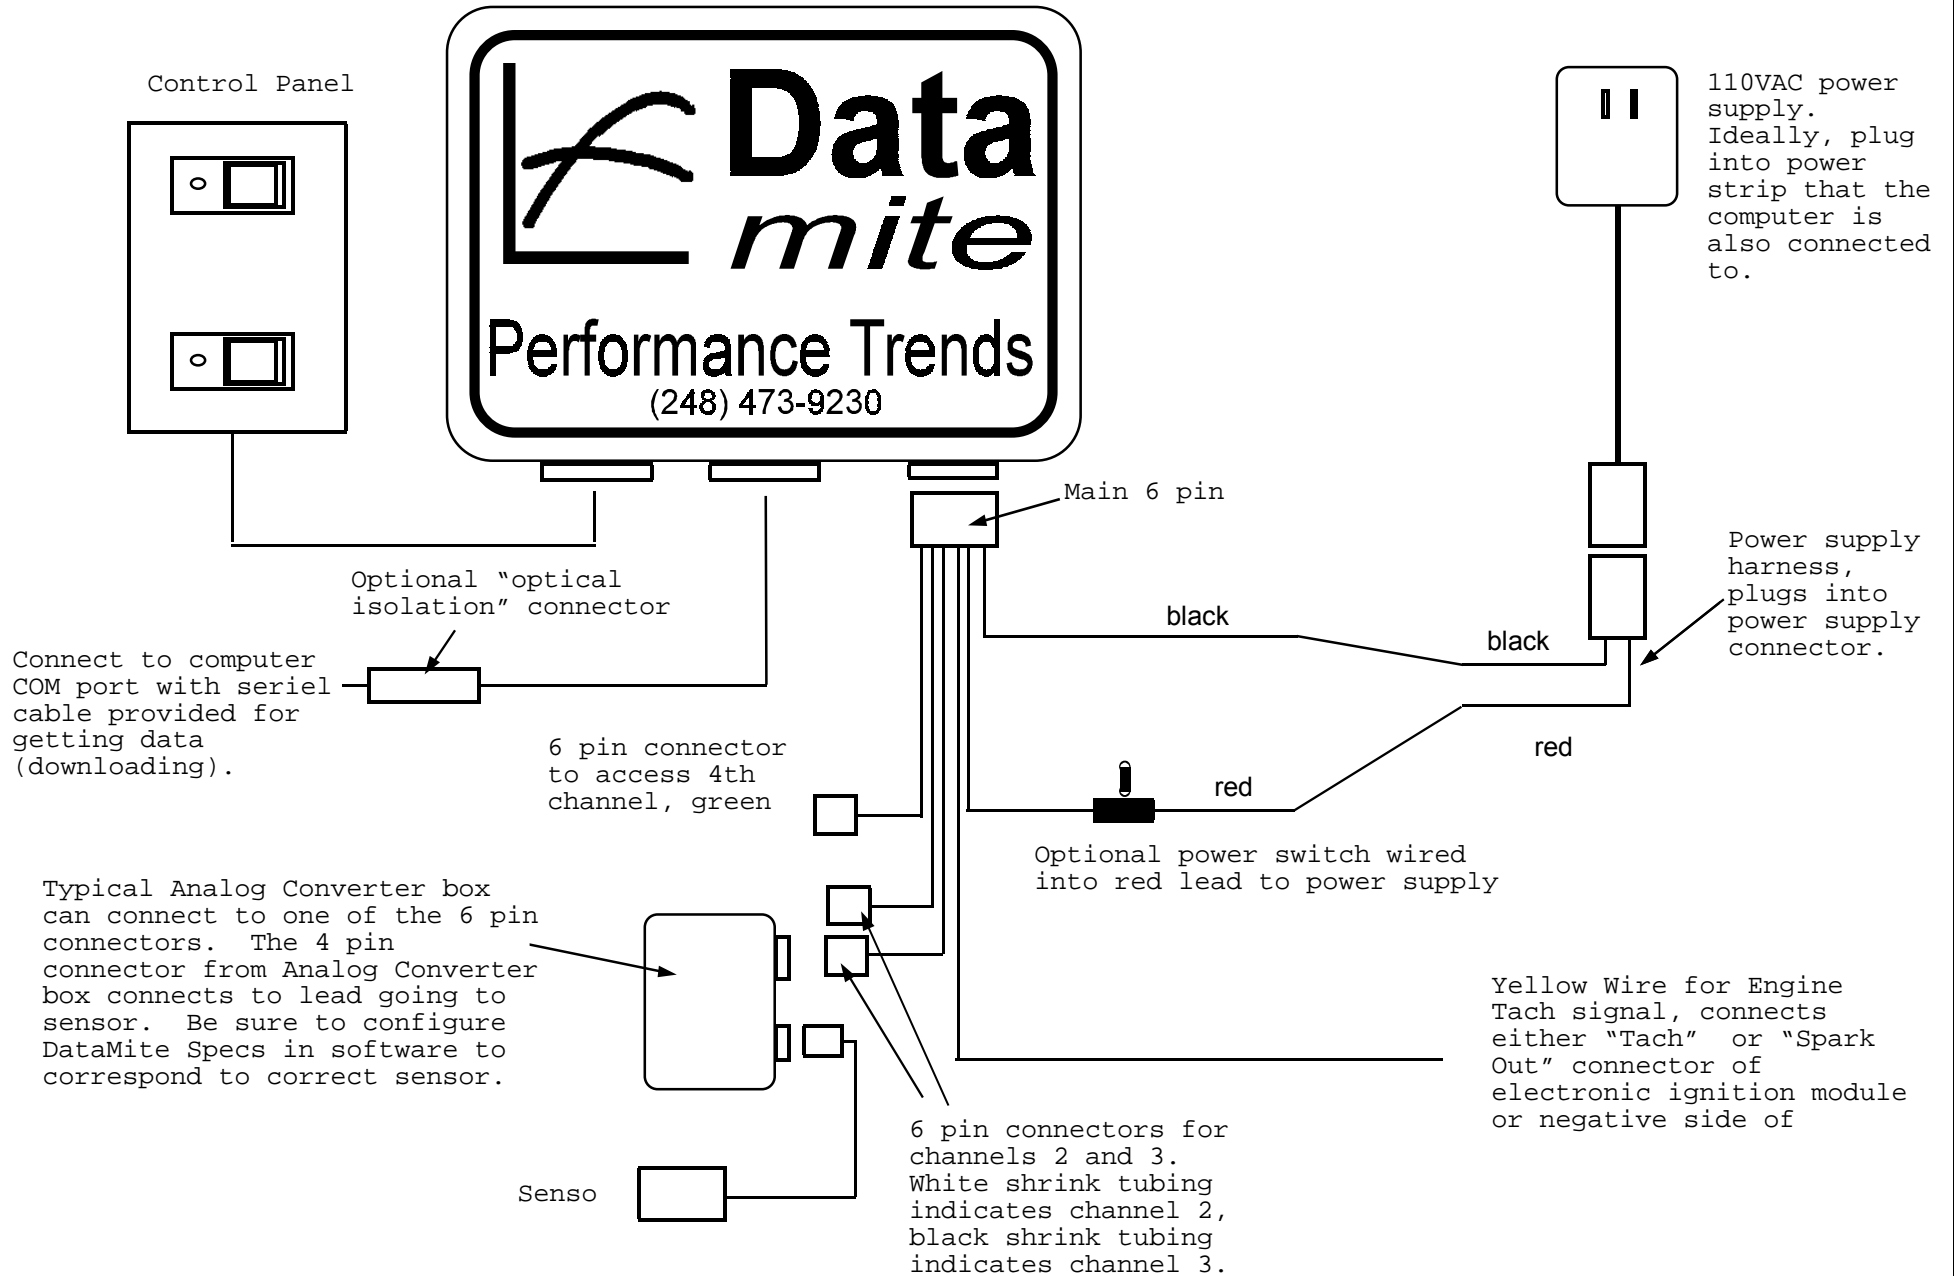 Control Panel
Data
mite
Performance Trends
(248) 473-9230
110VAC power
supply.
Ideally, plug
into power
strip that the
computer is
also connected
to.
Main 6 pin
Power supply
harness,
plugs into
power supply
connector.
Optional “optical
isolation” connector
black
black
Connect to computer
COM port with seriel
cable provided for
getting data
(downloading).
6 pin connector
to access 4th
channel, green
red
red
Optional power switch wired
into red lead to power supply
Typical Analog Converter box
can connect to one of the 6 pin
connectors.  The 4 pin
connector from Analog Converter
box connects to lead going to
sensor.  Be sure to configure
DataMite Specs in software to
correspond to correct sensor.
Yellow Wire for Engine
Tach signal, connects
either “Tach”  or “Spark
Out” connector of
electronic ignition module
or negative side of
6 pin connectors for
channels 2 and 3.
White shrink tubing
indicates channel 2,
black shrink tubing
indicates channel 3.
Senso